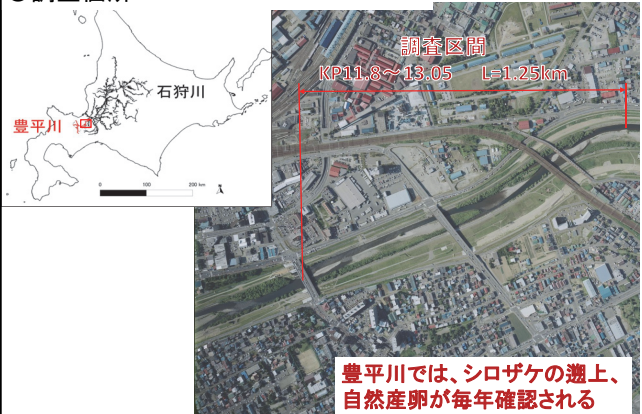 調査区間
KP11.8～13.05 L=1.25km
石狩川
豊平川
0 100 200 km
豊平川では、シロザケの遡上、
自然産卵が毎年確認される